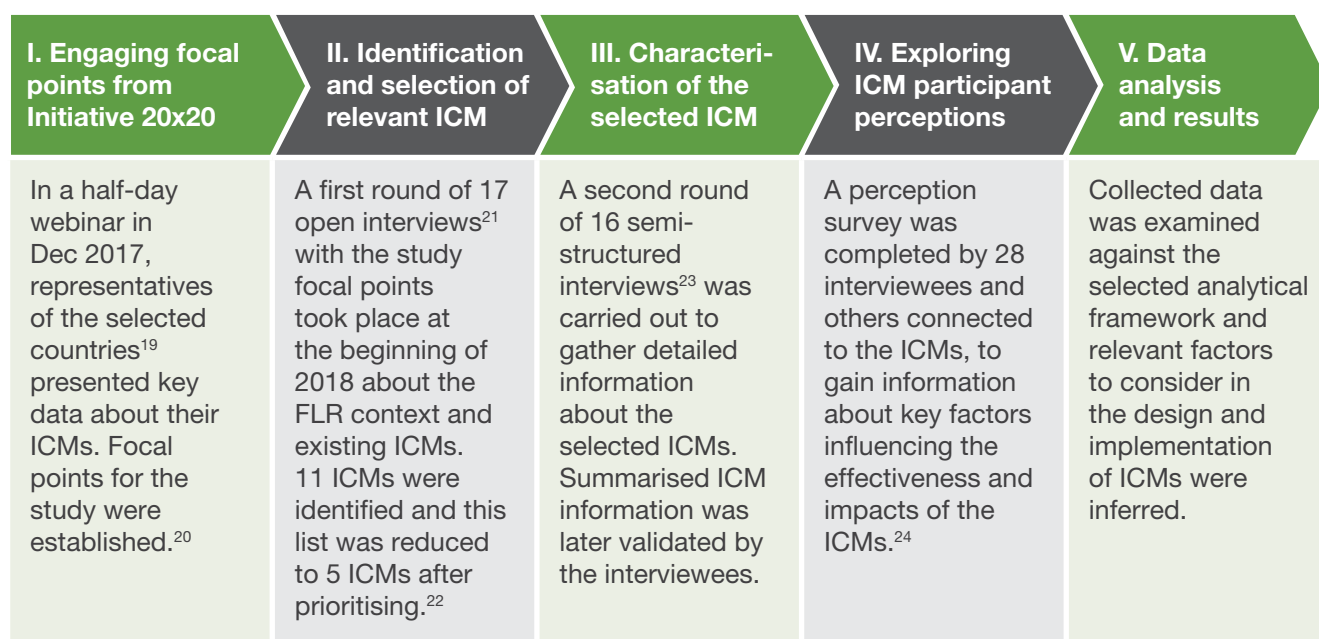 I. Engaging focal
points from
Initiative 20x20
In a half-day
webinar in
Dec 2017,
representatives
of the selected
countries19
presented key
data about their
ICMs. Focal
points for the
study were
established.20
II. Identification
and selection of
relevant ICM
A first round of 17
open interviews21
with the study
focal points
took place at
the beginning of
2018 about the
FLR context and
existing ICMs.
11 ICMs were
identified and this
list was reduced
to 5 ICMs after
prioritising.22
III. Characteri-
sation of the
selected ICM
A second round
of 16 semi-
structured
interviews23 was
carried out to
gather detailed
information
about the
selected ICMs.
Summarised ICM
information was
later validated by
the interviewees.
IV. Exploring
ICM participant
perceptions
A perception
survey was
completed by 28
interviewees and
others connected
to the ICMs, to
gain information
about key factors
influencing the
effectiveness and
impacts of the
ICMs.24
V. Data
analysis
and results
Collected data
was examined
against the
selected analytical
framework and
relevant factors
to consider in
the design and
implementation
of ICMs were
inferred.